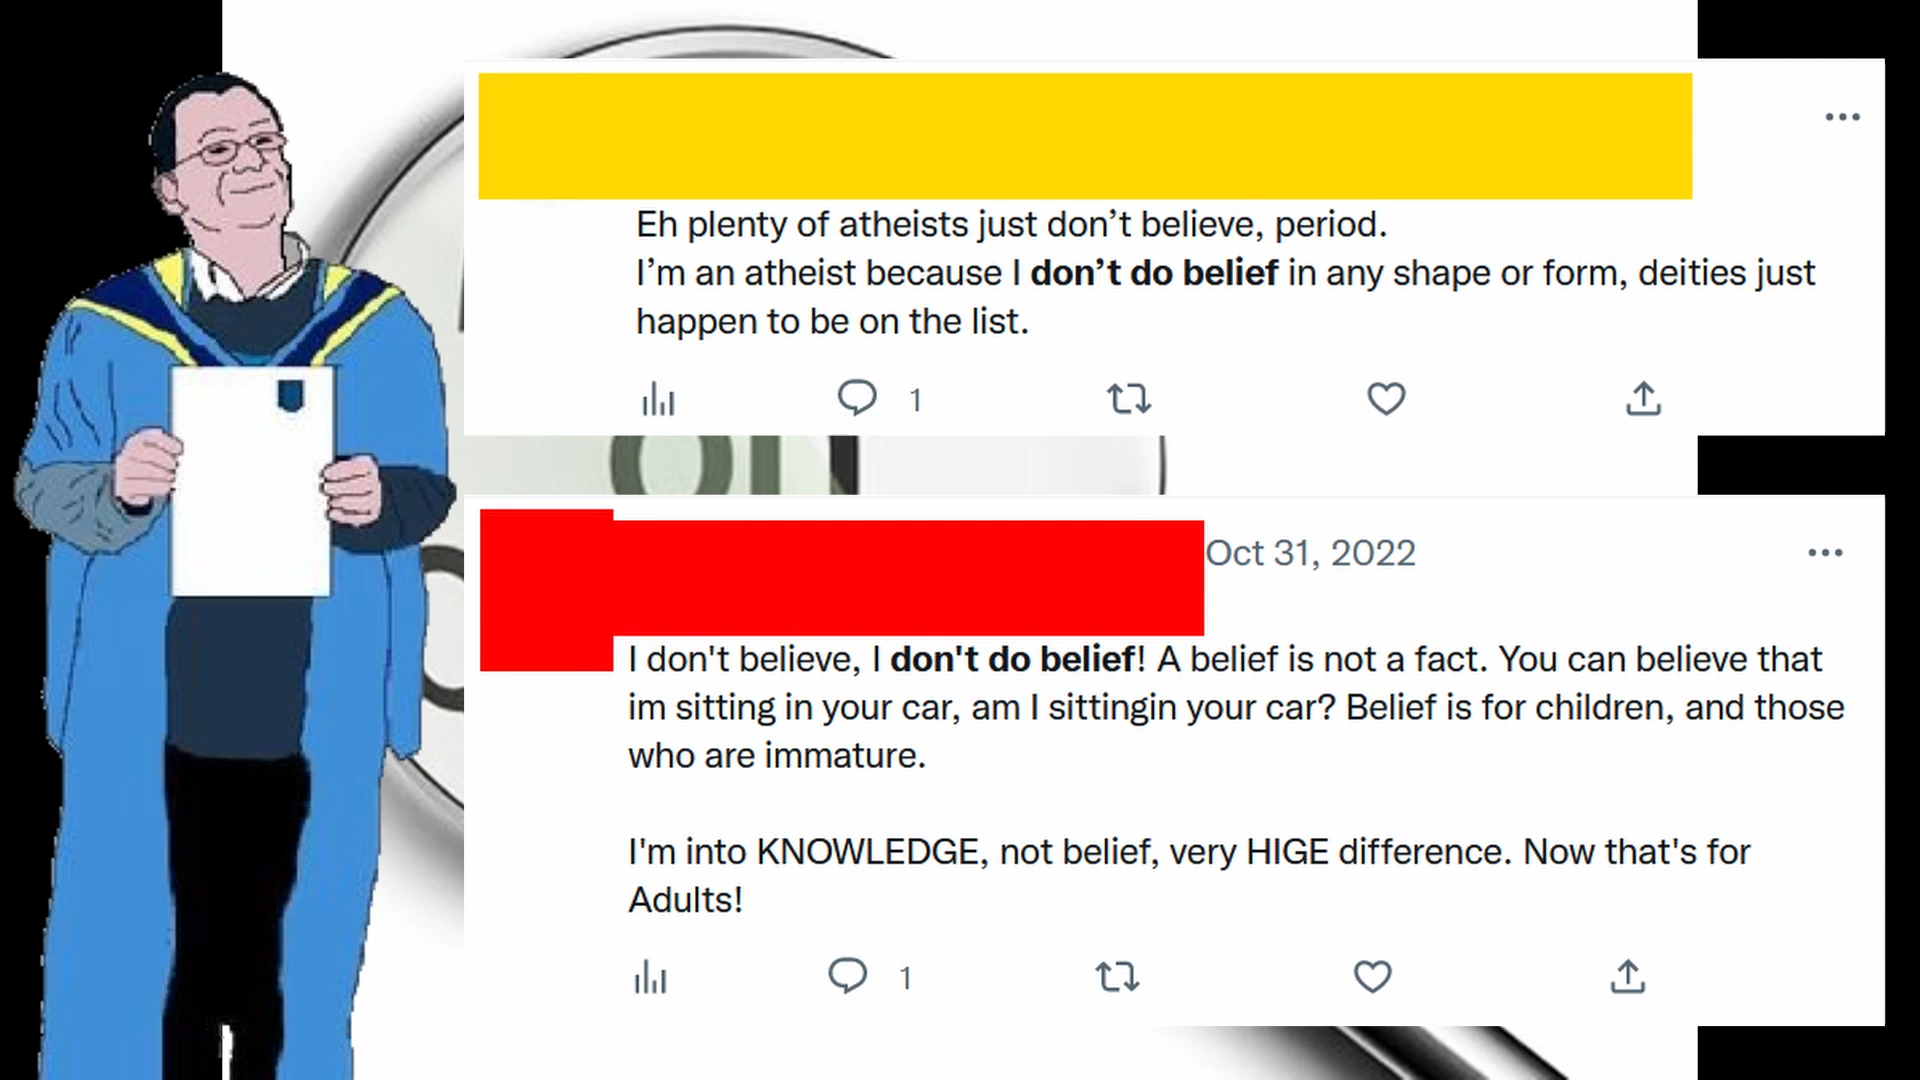 Eh plenty of atheists just don’t believe, period.
I’m an atheist because I don’t do belief in any shape or form, deities just
happen to be on the list.
1
Oct 31, 2022
I don't believe, I don't do belief! A belief is not a fact. You can believe that
im sitting in your car, am I sittingin your car? Belief is for children, and those
who are immature.
I'm into KNOWLEDGE, not belief, very HIGE difference. Now that's for
Adults!
1